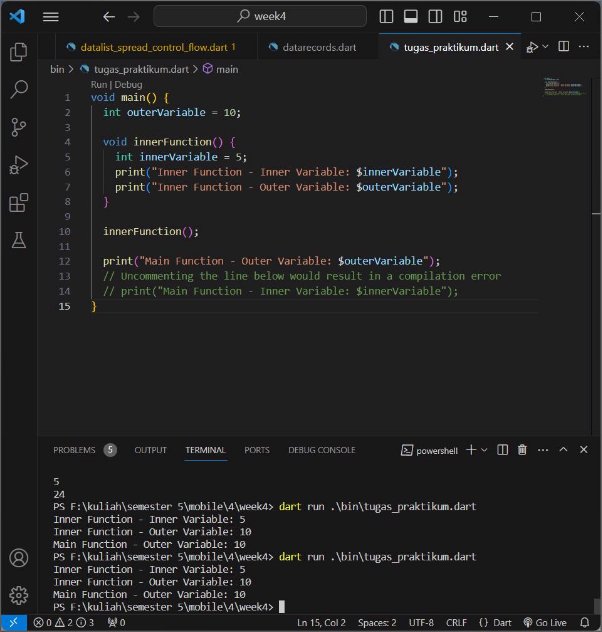 week4
datalist_spread_control_flow.dart 1
datarecords.dart
tugas_praktikum.dart
bin > tugas_praktikum.dart > main
Run | Debug
1 void main() {
2 int outerVariable = 10;
3
4 void innerFunction() {
5 int innerVariable = 5;
6 print("Inner Function - Inner Variable: $innerVariable");
7 print("Inner Function - Outer Variable: $outerVariable");
8 }
9
10 innerFunction();
11
12 print("Main Function - Outer Variable: $outerVariable");
13 // Uncommenting the line below would result in a compilation error
14 // print("Main Function - Inner Variable: $innerVariable");
15 }
PROBLEMS 5 OUTPUT TERMINAL PORTS DEBUG CONSOLE powershell
5
24
PS F:\kuliah\semester 5\mobile\4\week4> dart run .\bin\tugas_praktikum.dart
Inner Function - Inner Variable: 5
Inner Function - Outer Variable: 10
Main Function - Outer Variable: 10
PS F:\kuliah\semester 5\mobile\4\week4> dart run .\bin\tugas_praktikum.dart
Inner Function - Inner Variable: 5
Inner Function - Outer Variable: 10
Main Function - Outer Variable: 10
PS F:\kuliah\semester 5\mobile\4\week4>
0 2 3 0 Ln 15, Col 2 Spaces: 2 UTF-8 CRLF {} Dart Go Live